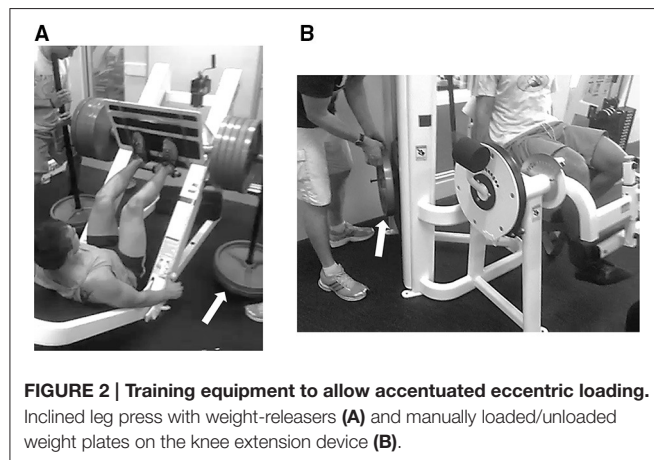 A
B
FIGURE 2 | Training equipment to allow accentuated eccentric loading.
Inclined leg press with weight-releasers (A) and manually loaded/unloaded
weight plates on the knee extension device (B).